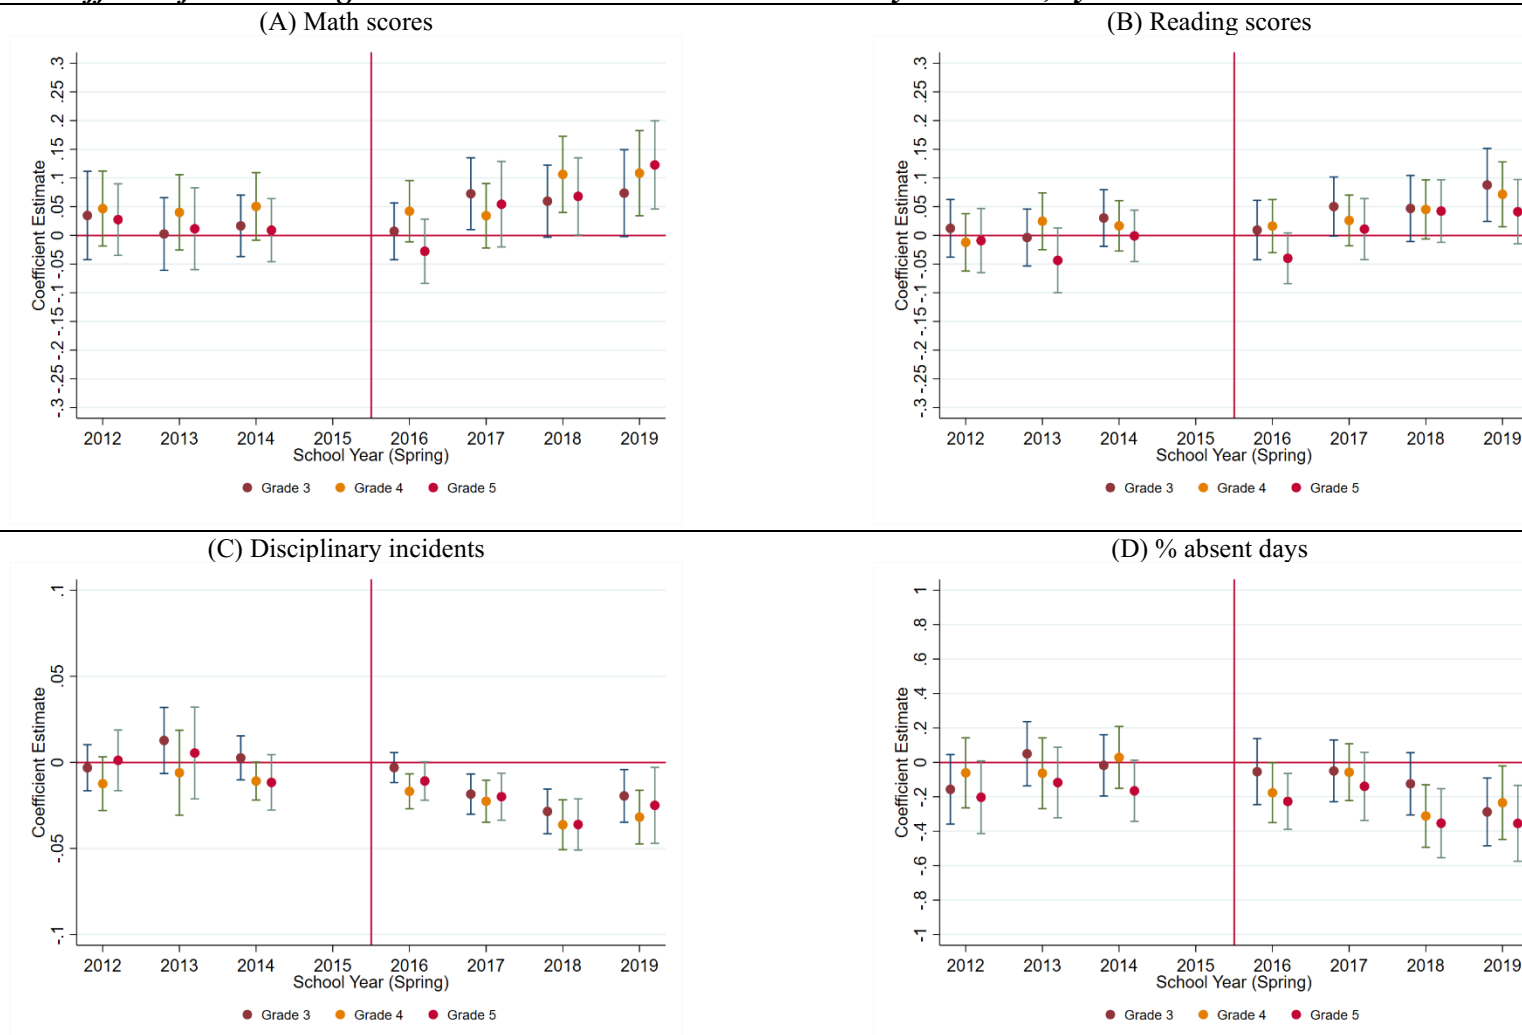 (A) Math scores
(B) Reading scores
Coefficient Estimate
.3
.25
.2
.15
.1
.05
0
-.05
-.1
-.15
-.2
-.25
-.3
2012 2013 2014 2015 2016 2017 2018 2019
School Year (Spring)
Grade 3 Grade 4 Grade 5
Coefficient Estimate
.3
.25
.2
.15
.1
.05
0
-.05
-.1
-.15
-.2
-.25
-.3
2012 2013 2014 2015 2016 2017 2018 2019
School Year (Spring)
Grade 3 Grade 4 Grade 5
(C) Disciplinary incidents
(D) % absent days
Coefficient Estimate
.1
.05
0
-.05
-.1
2012 2013 2014 2015 2016 2017 2018 2019
School Year (Spring)
Grade 3 Grade 4 Grade 5
Coefficient Estimate
1
.8
.6
.4
.2
0
-.2
-.4
-.6
-.8
-1
2012 2013 2014 2015 2016 2017 2018 2019
School Year (Spring)
Grade 3 Grade 4 Grade 5